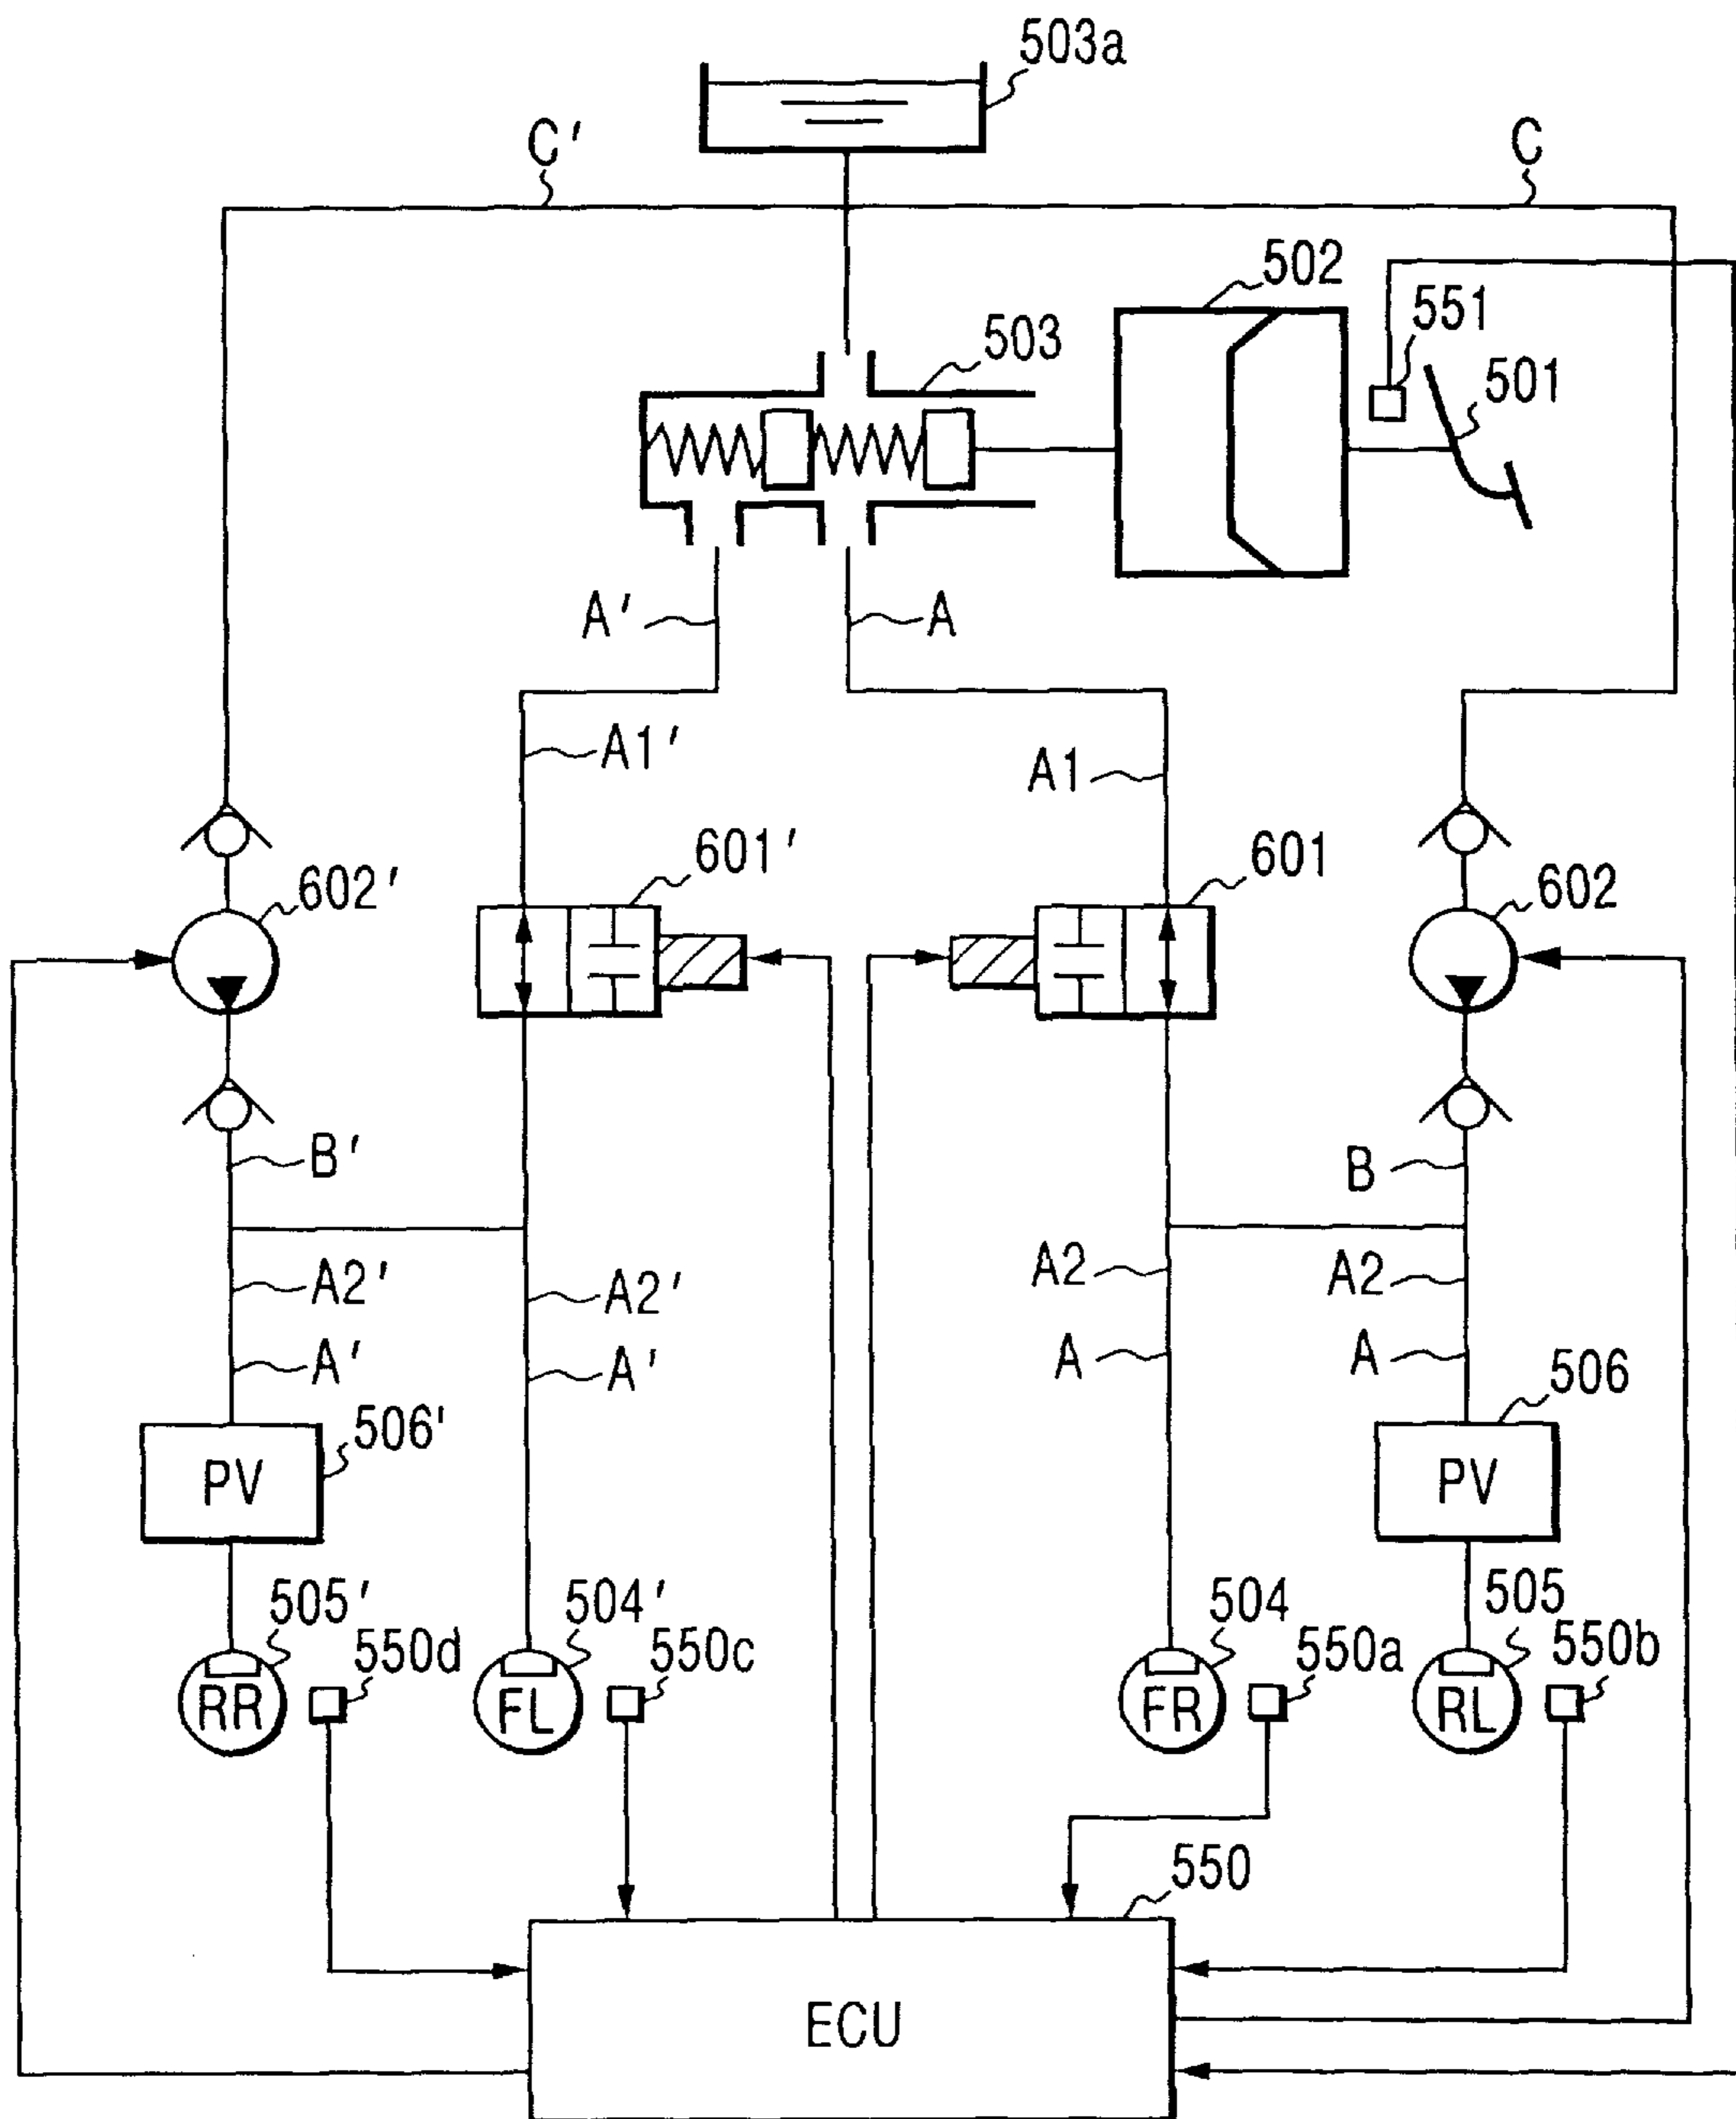 503a
C' C
502
551
503
501
A' A
A1' A1
601' 601
602' 602
B' B
A2' A2' A2 A2
A' A' A A
506' 506
PV PV
505' 504' 504 505
550d 550c 550a 550b
RR FL FR RL
550
ECU